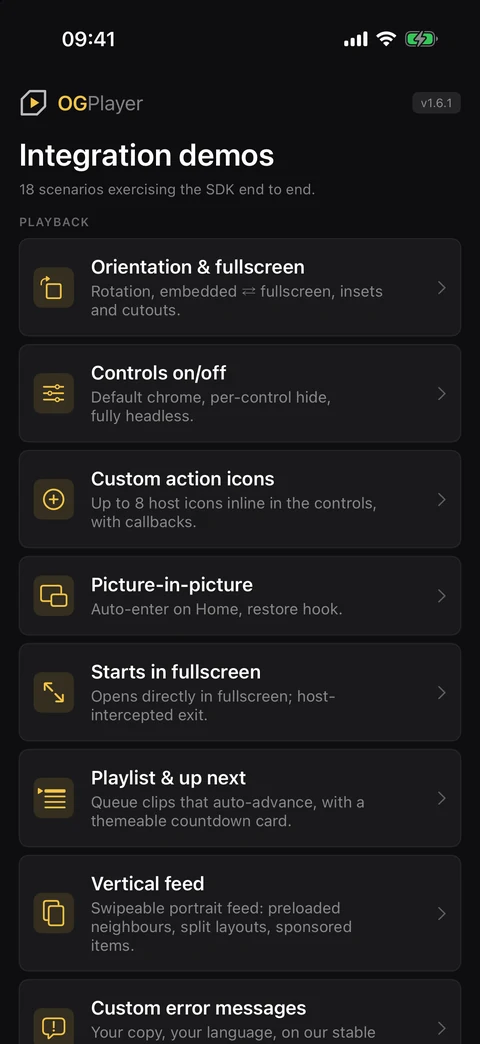 09:41
OGPlayer
v1.6.1
Integration demos
18 scenarios exercising the SDK end to end.
PLAYBACK
Orientation & fullscreen
Rotation, embedded ⇄ fullscreen, insets
and cutouts.
Controls on/off
Default chrome, per-control hide,
fully headless.
Custom action icons
Up to 8 host icons inline in the controls,
with callbacks.
Picture-in-picture
Auto-enter on Home, restore hook.
Starts in fullscreen
Opens directly in fullscreen; host-
intercepted exit.
Playlist & up next
Queue clips that auto-advance, with a
themeable countdown card.
Vertical feed
Swipeable portrait feed: preloaded
neighbours, split layouts, sponsored
items.
Custom error messages
Your copy, your language, on our stable